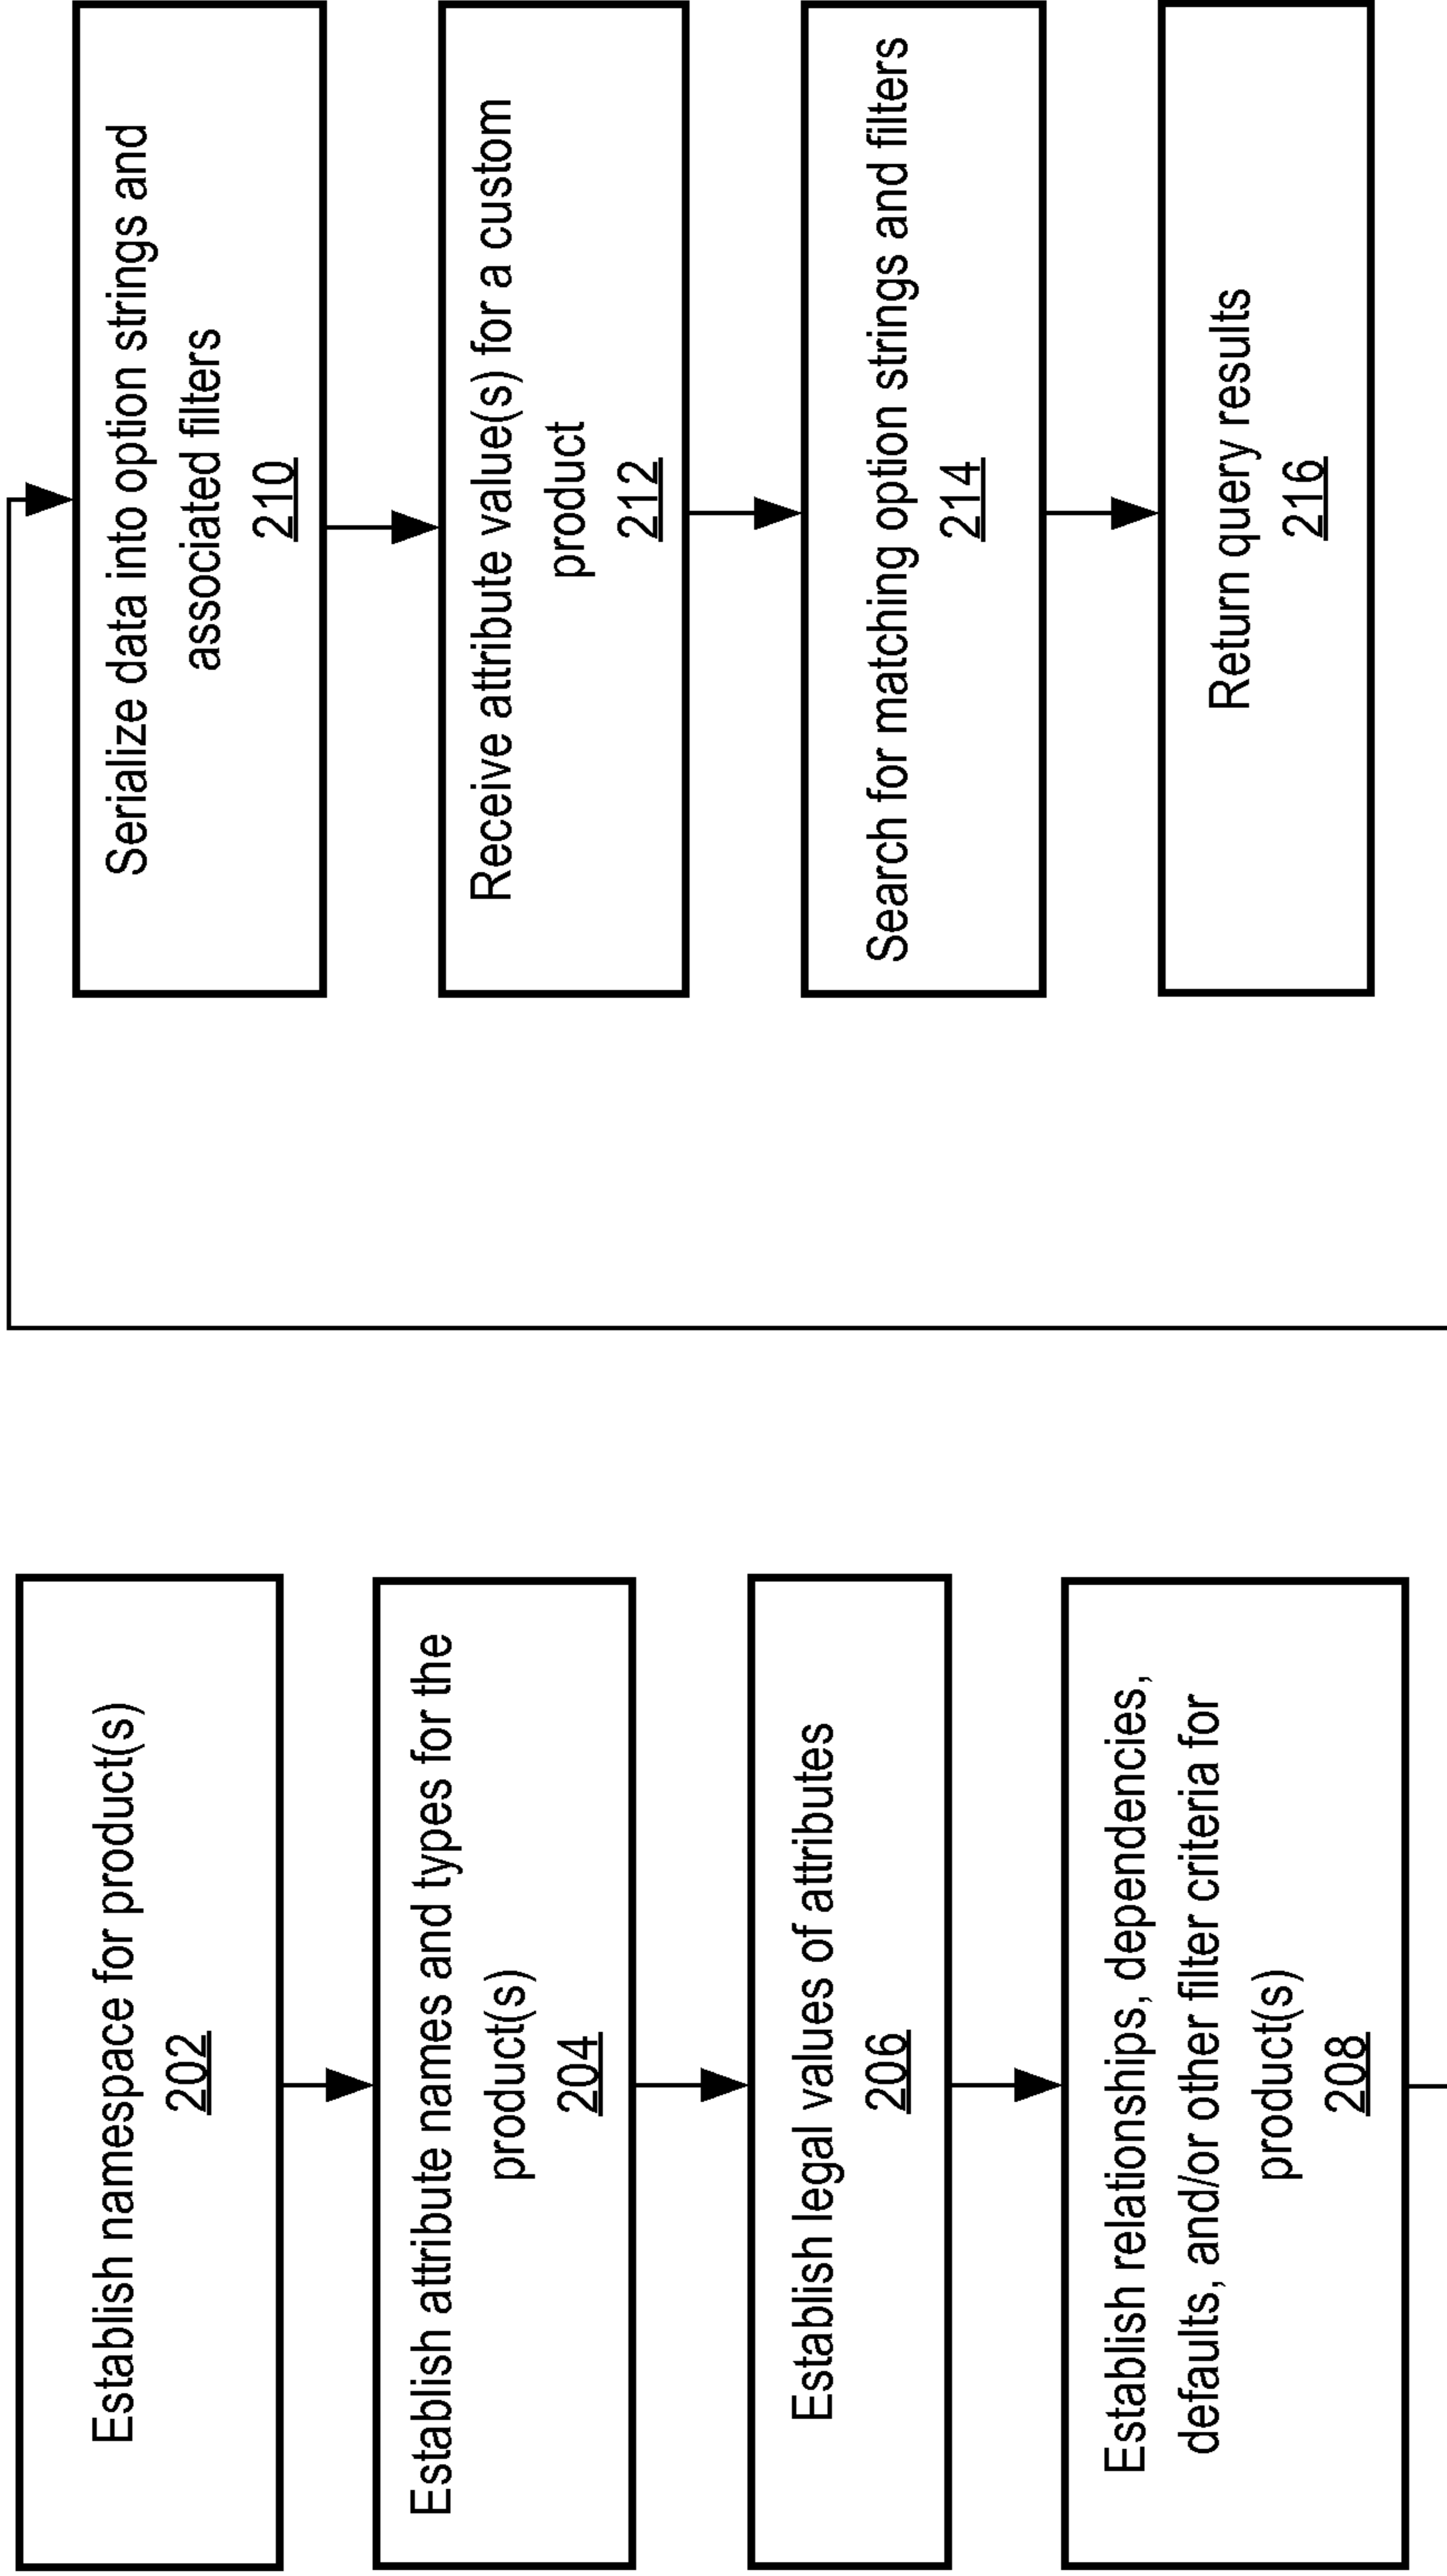 Establish namespace for product(s)
202
Establish attribute names and types for the
product(s)
204
Establish legal values of attributes
206
Establish relationships, dependencies,
defaults, and/or other filter criteria for
product(s)
208
Serialize data into option strings and
associated filters
210
Receive attribute value(s) for a custom
product
212
Search for matching option strings and filters
214
Return query results
216